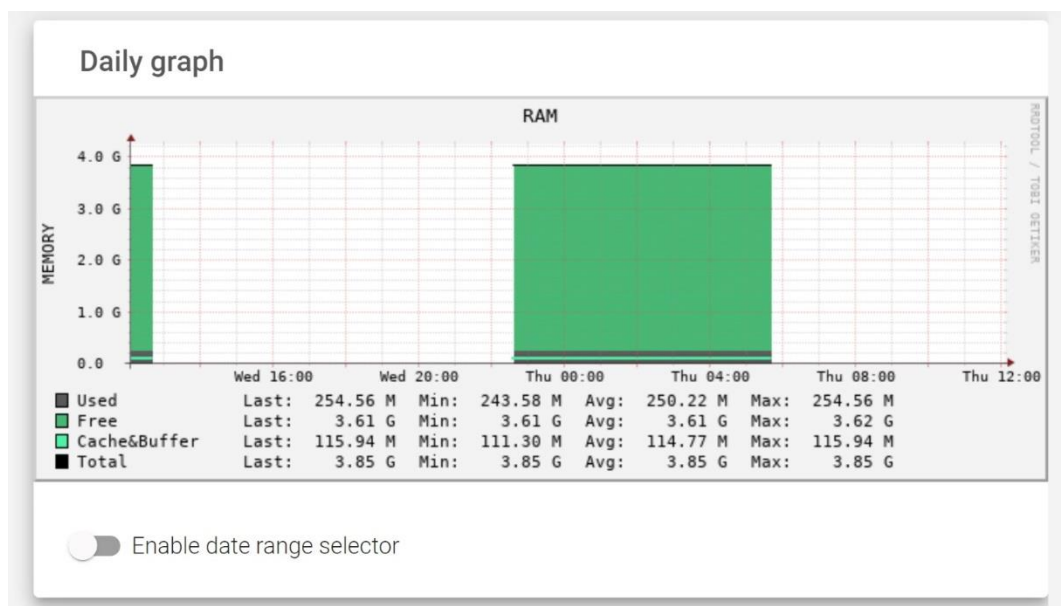 Daily graph
RAM
RRDTOOL / TOBI OETIKER
MEMORY
4.0 G
3.0 G
2.0 G
1.0 G
0.0
Wed 16:00 Wed 20:00 Thu 00:00 Thu 04:00 Thu 08:00 Thu 12:00
Used Last: 254.56 M Min: 243.58 M Avg: 250.22 M Max: 254.56 M
Free Last: 3.61 G Min: 3.61 G Avg: 3.61 G Max: 3.62 G
Cache&Buffer Last: 115.94 M Min: 111.30 M Avg: 114.77 M Max: 115.94 M
Total Last: 3.85 G Min: 3.85 G Avg: 3.85 G Max: 3.85 G
Enable date range selector